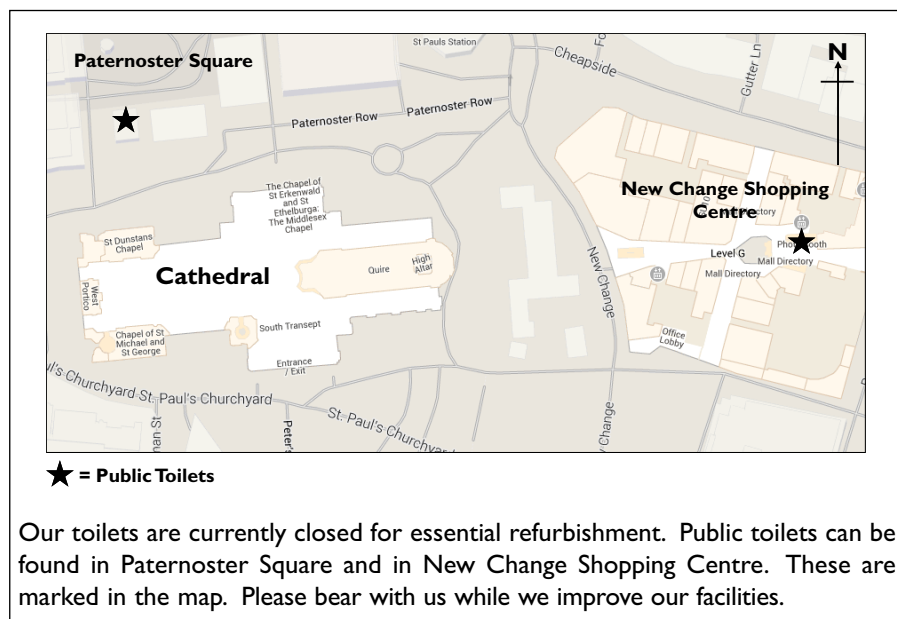 St Pauls Station
Paternoster Square
Cheapside
Gutter Ln
N
Paternoster Row
Paternoster Row
The Chapel of
St Erkenwald
and St
Ethelburga:
The Middlesex
Chapel
New Change Shopping
Centre
Directory
St Dunstans
Chapel
Cathedral
Quire
High
Altar
New Change
Level G
Mall Directory
Mall Directory
West
Portico
Chapel of St
Michael and
St George
South Transept
Entrance
/ Exit
Office
Lobby
ul's Churchyard
St. Paul's Churchyard
St. Paul's Churchyard
man St
Peter's
Change
= Public Toilets
Our toilets are currently closed for essential refurbishment. Public toilets can be
found in Paternoster Square and in New Change Shopping Centre. These are
marked in the map. Please bear with us while we improve our facilities.